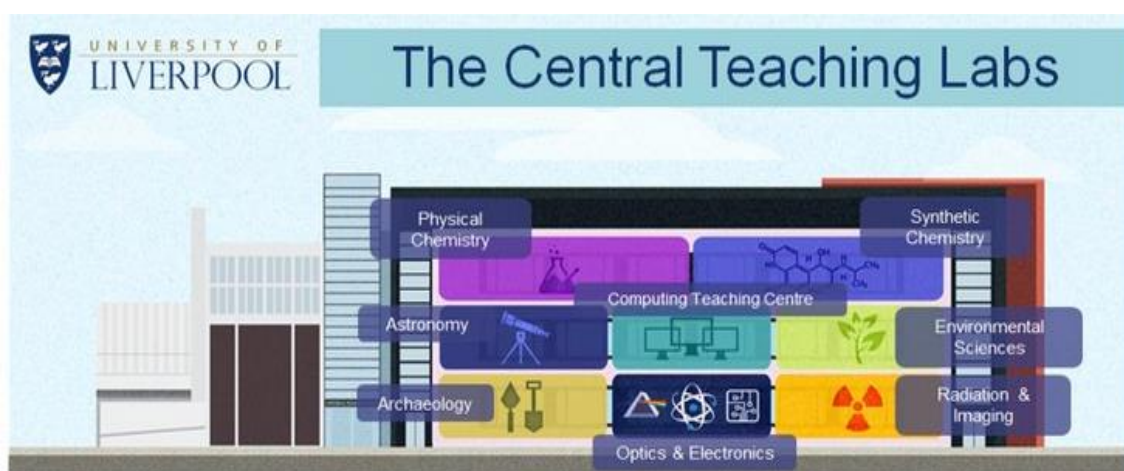 UNIVERSITY OF
LIVERPOOL
The Central Teaching Labs
Physical
Chemistry
Synthetic
Chemistry
Computing Teaching Centre
Astronomy
Environmental
Sciences
Archaeology
Radiation &
Imaging
Optics & Electronics